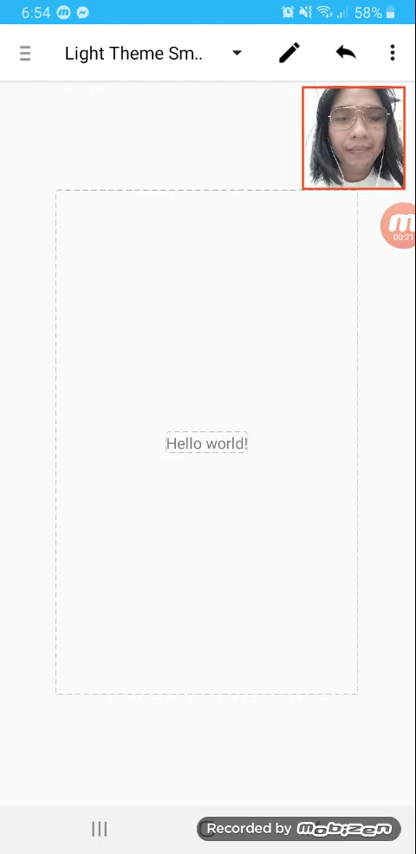 6:54
58%
Light Theme Sm..
00:21
Hello world!
Recorded by MOBIZEN